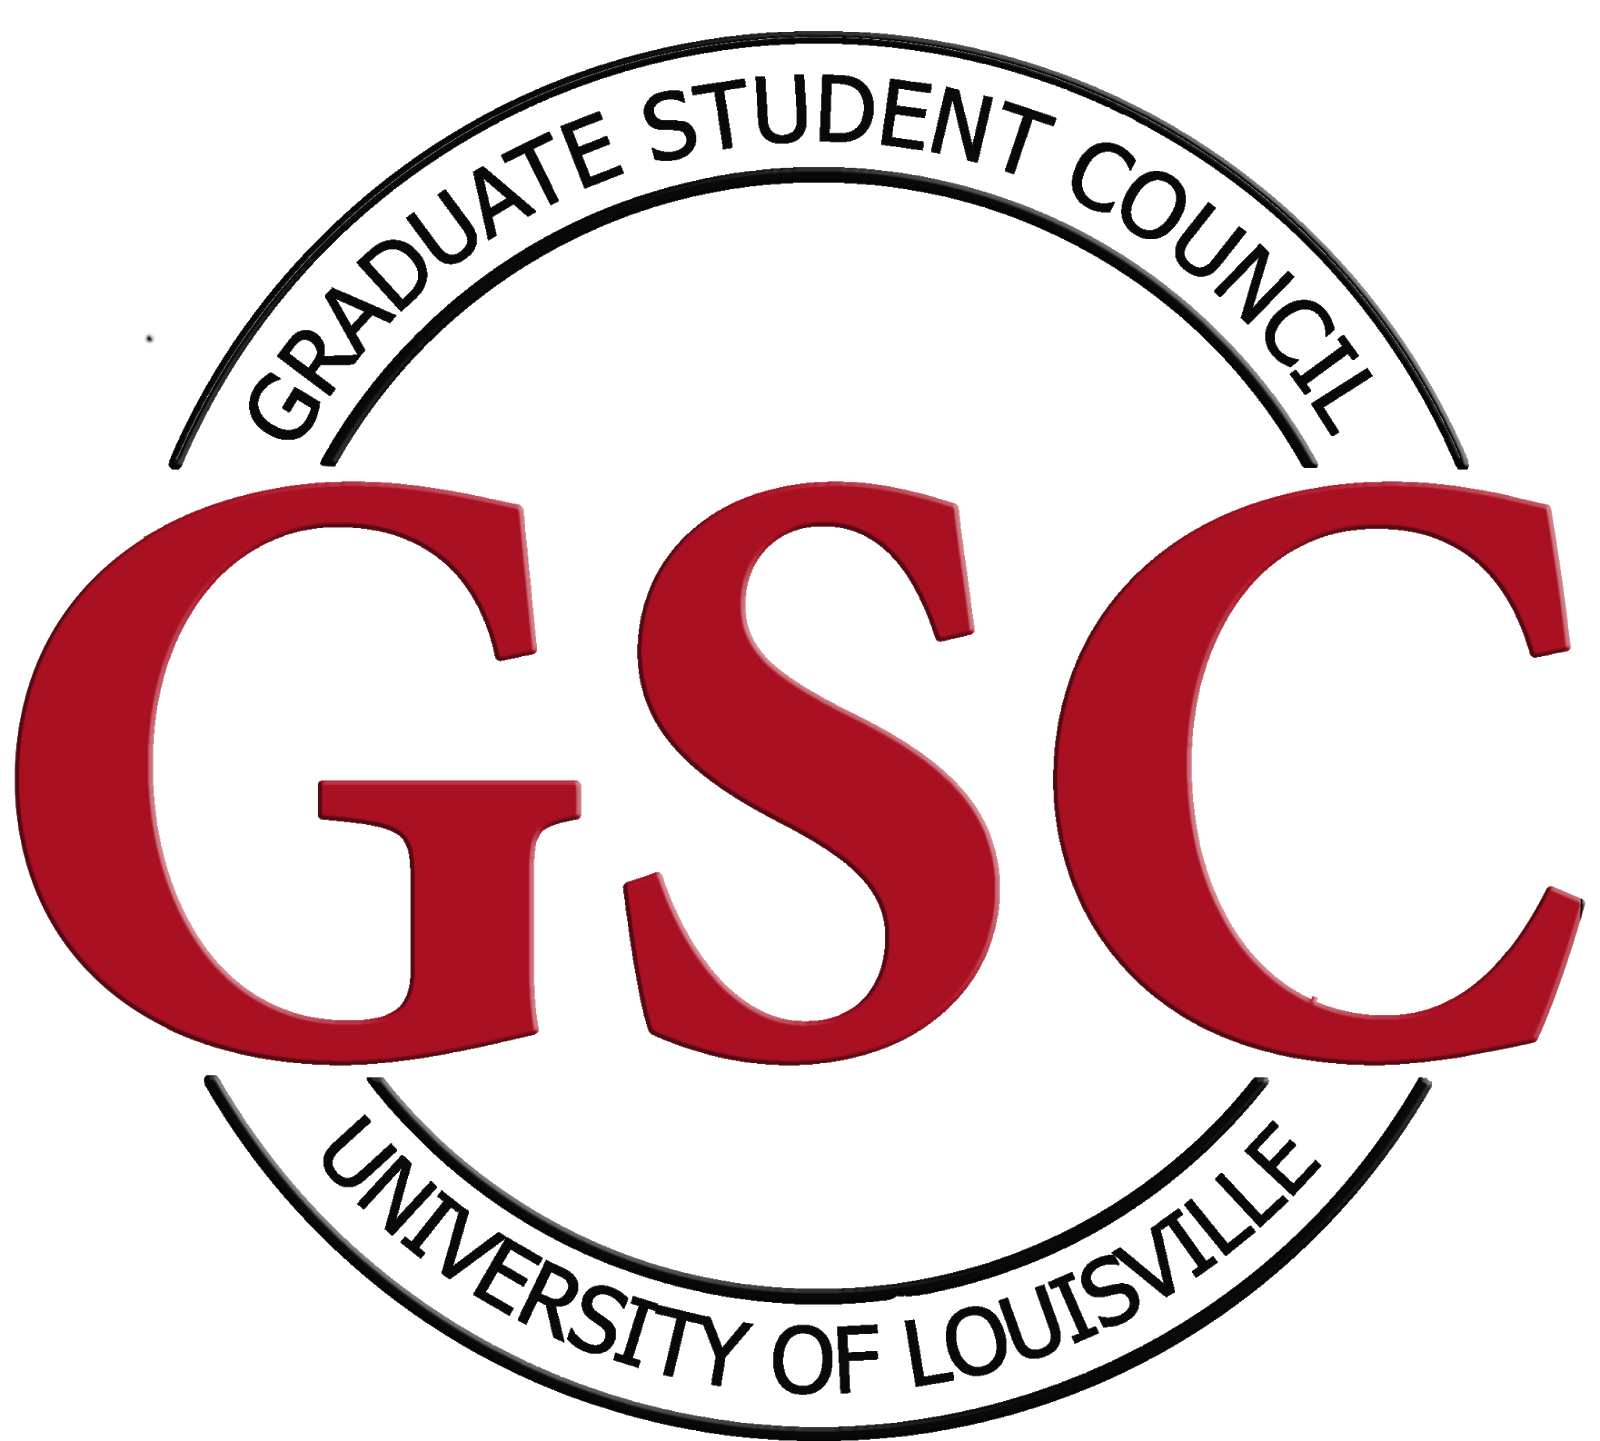 GRADUATE STUDENT COUNCIL
GSC
UNIVERSITY OF LOUISVILLE